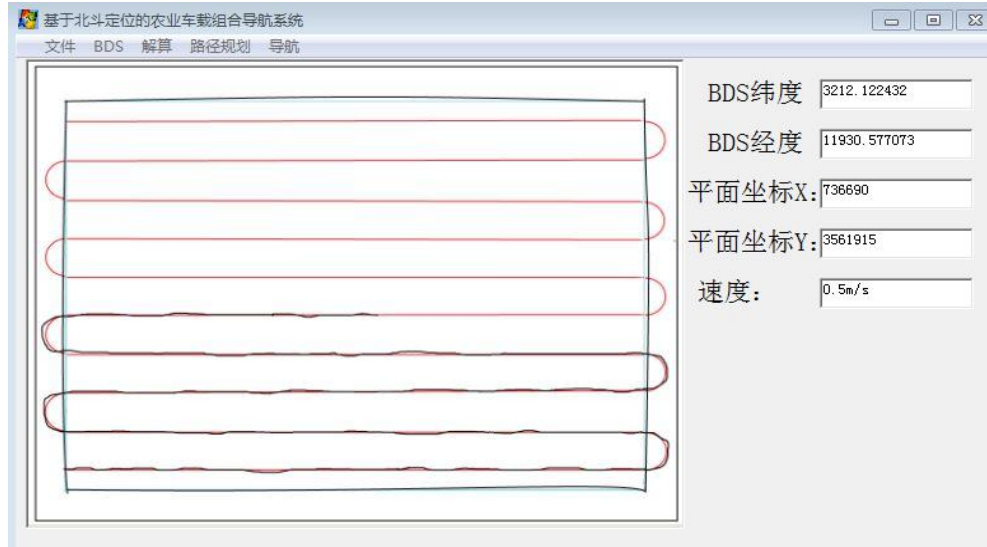 基于北斗定位的农业车载组合导航系统
文件 BDS 解算 路径规划 导航
BDS纬度 3212.122432
BDS经度 11930.577073
平面坐标X: 736690
平面坐标Y: 3561915
速度: 0.5m/s